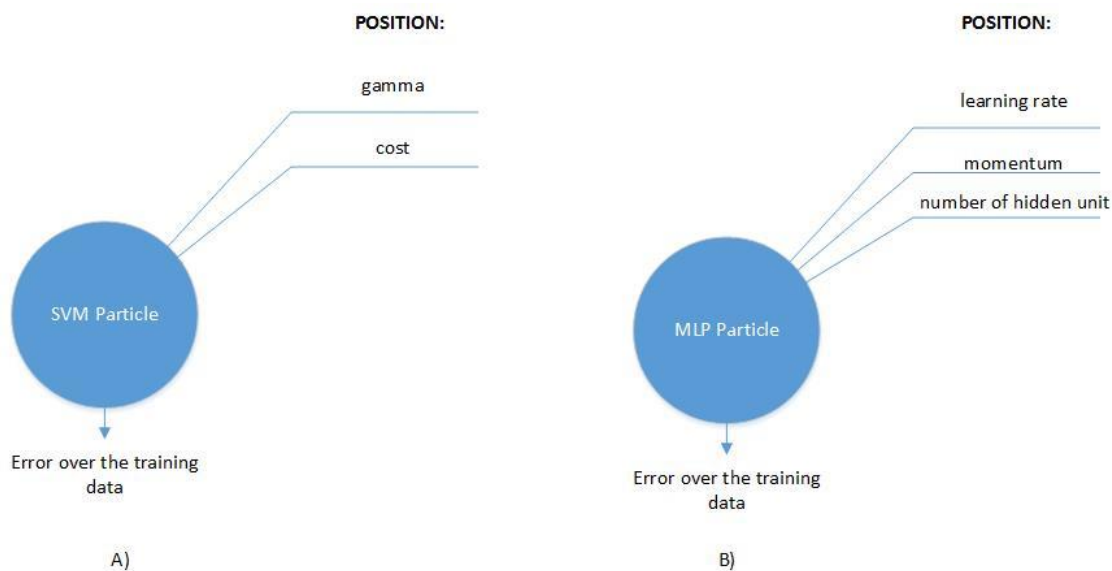 POSITION:
gamma
cost
SVM Particle
Error over the training
data
A)
POSITION:
learning rate
momentum
number of hidden unit
MLP Particle
Error over the training
data
B)